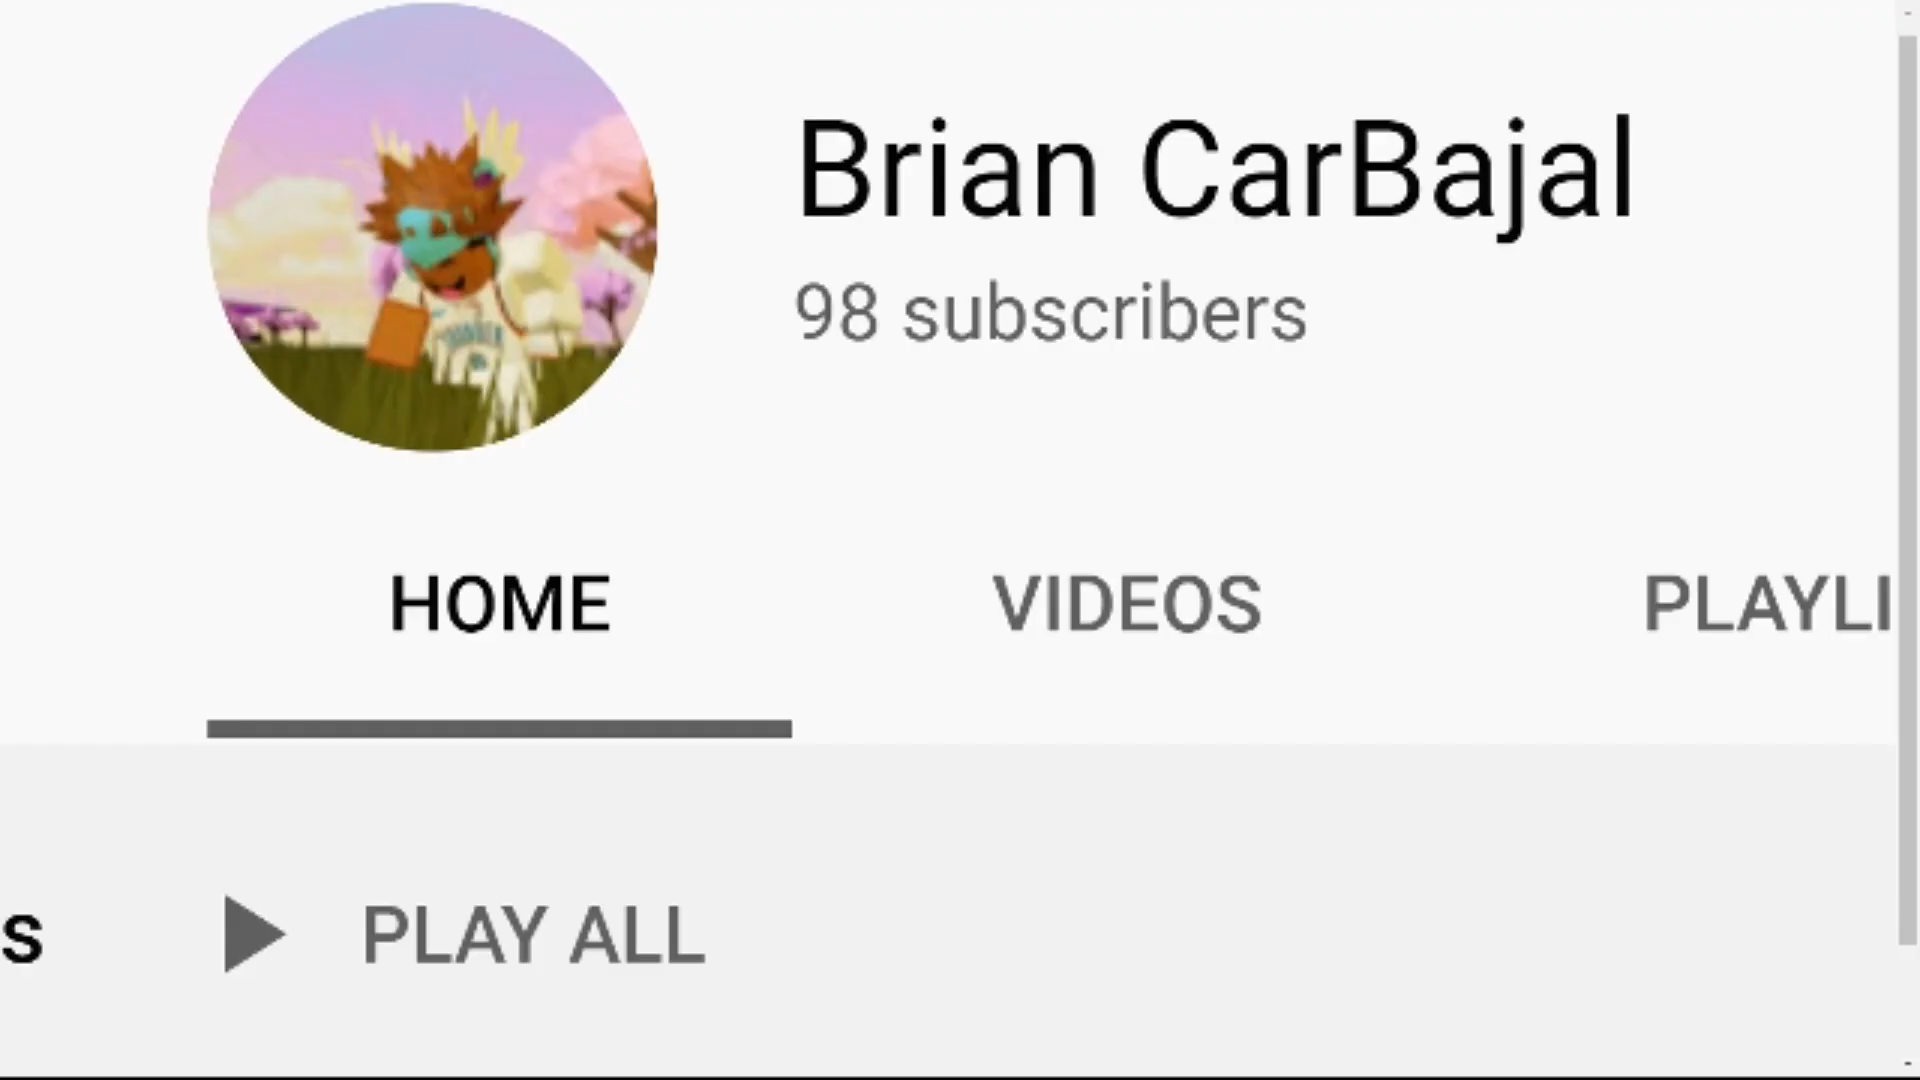 Brian CarBajal
98 subscribers
HOME VIDEOS PLAYLI
s PLAY ALL